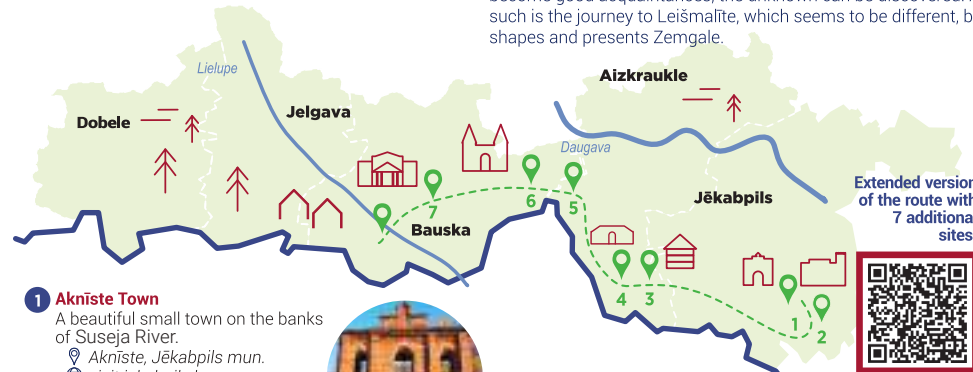 such is the journey to Leišmalīte, which seems to be different, b
shapes and presents Zemgale.
Aizkraukle
Lielupe
Jelgava
Dobele
Daugava
Extended version
of the route with
7 additiona
sites
Jēkabpils
7
6
5
Bauska
4
3
1
2
1 Aknīste Town
A beautiful small town on the banks
of Suseja River.
Aknīste, Jēkabpils mun.